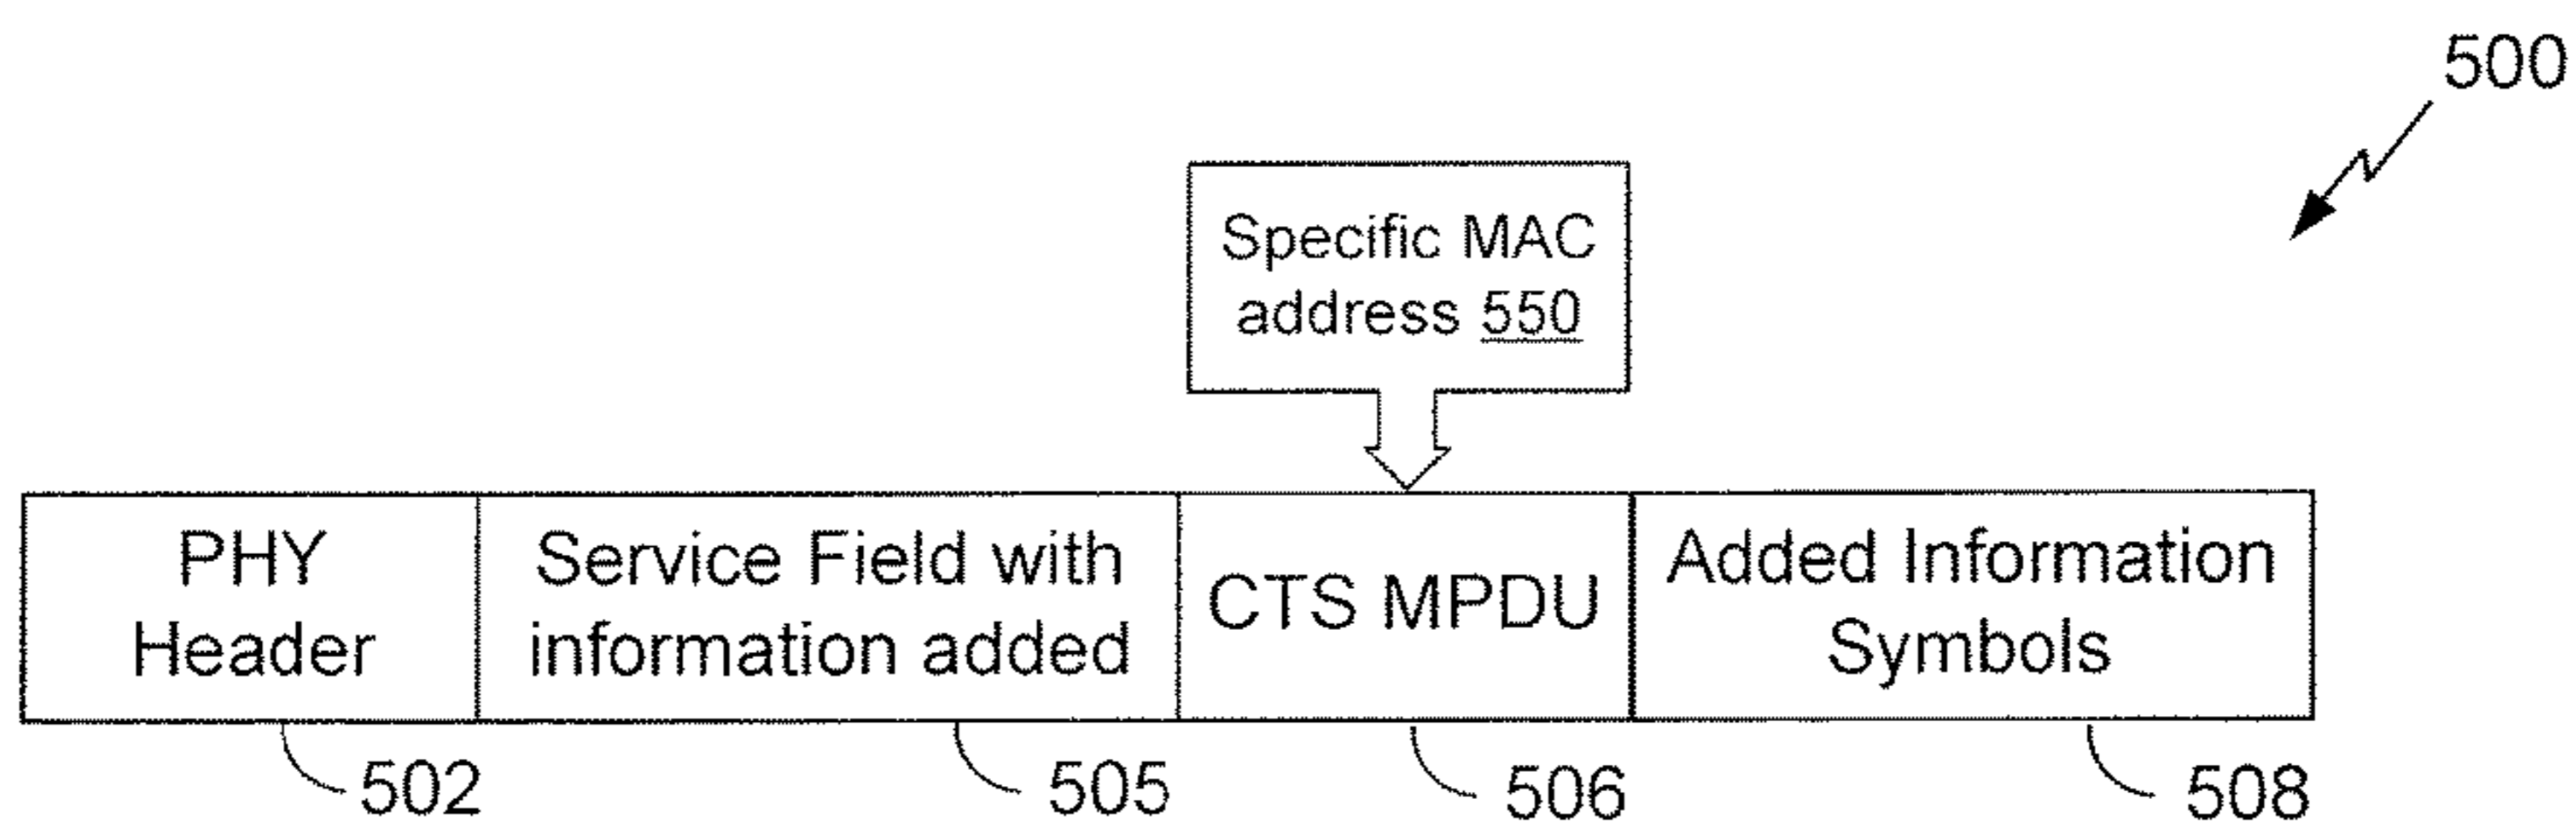 500
Specific MAC
address 550
PHY
Header
Service Field with
information added
CTS MPDU
Added Information
Symbols
502
505
506
508